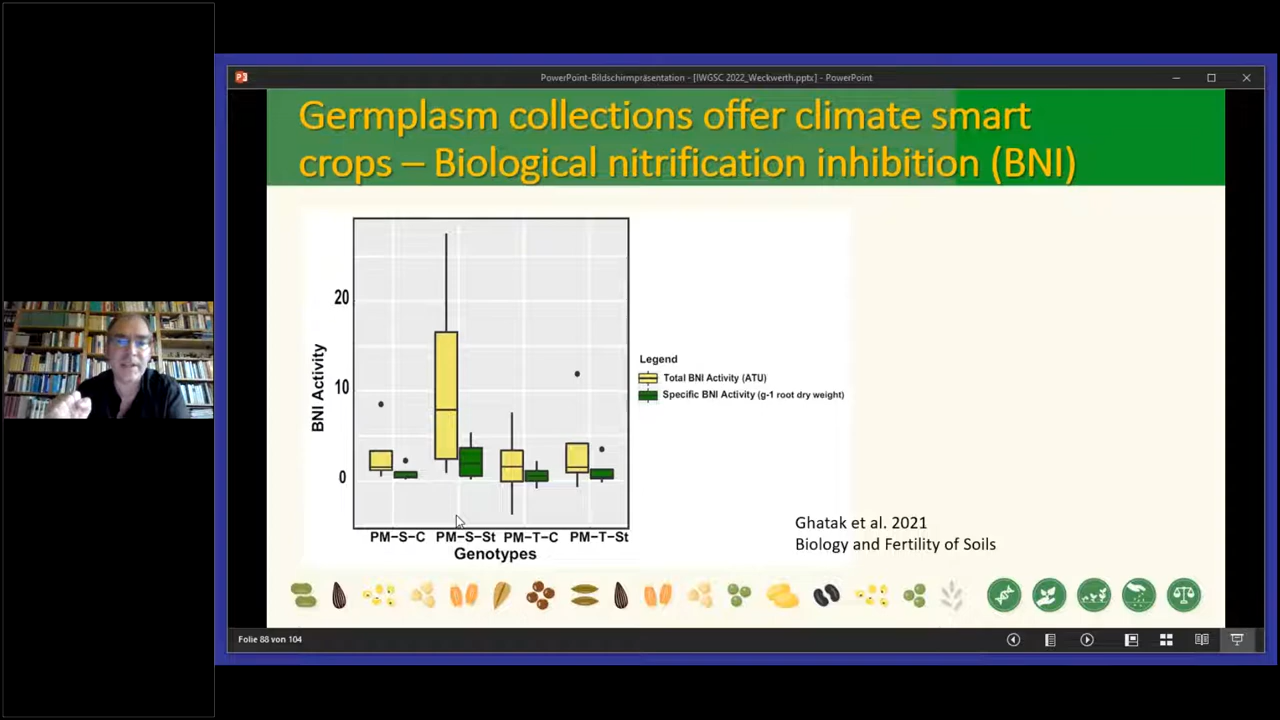 PowerPoint-Bildschirmpräsentation - [IWGSC 2022_Weckwerth.pptx] - PowerPoint
Germplasm collections offer climate smart
crops – Biological nitrification inhibition (BNI)
20
10
0
BNI Activity
PM-S-C PM-S-St PM-T-C PM-T-St
Genotypes
Legend
Total BNI Activity (ATU)
Specific BNI Activity (g-1 root dry weight)
Ghatak et al. 2021
Biology and Fertility of Soils
Folie 88 von 104